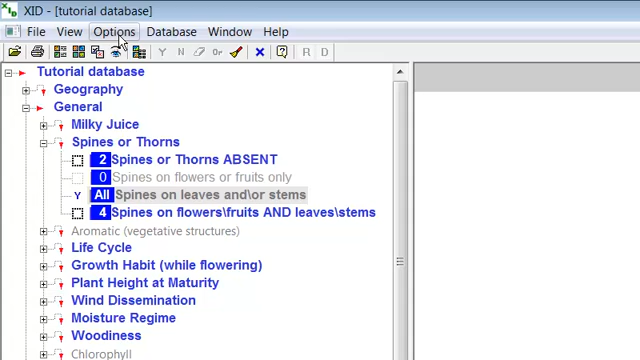 XID - [tutorial database]
File View Options Database Window Help
Y N Or R D
Tutorial database
Geography
General
Milky Juice
Spines or Thorns
2 Spines or Thorns ABSENT
0 Spines on flowers or fruits only
Y All Spines on leaves and\or stems
4 Spines on flowers\fruits AND leaves\stems
Aromatic (vegetative structures)
Life Cycle
Growth Habit (while flowering)
Plant Height at Maturity
Wind Dissemination
Moisture Regime
Woodiness
Chlorophyll